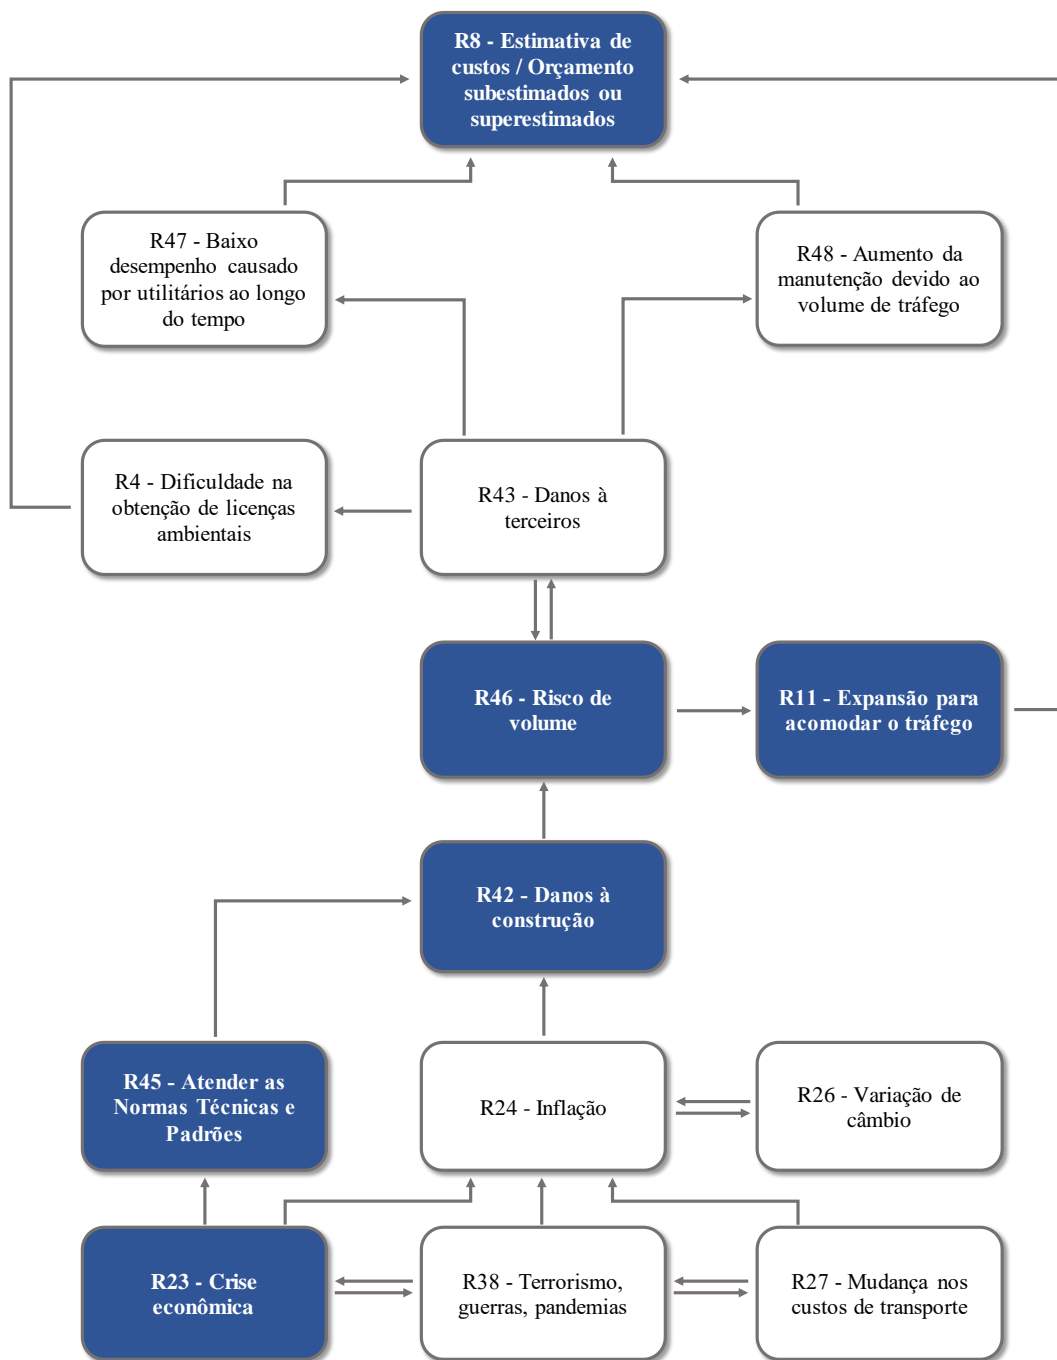 R8 - Estimativa de
custos / Orçamento
subestimados ou
superestimados
R47 - Baixo
desempenho causado
por utilitários ao longo
do tempo
R48 - Aumento da
manutenção devido ao
volume de tráfego
R4 - Dificuldade na
obtenção de licenças
ambientais
R43 - Danos à
terceiros
R46 - Risco de
volume
R11 - Expansão para
acomodar o tráfego
R42 - Danos à
construção
R45 - Atender as
Normas Técnicas e
Padrões
R24 - Inflação
R26 - Variação de
câmbio
R23 - Crise
econômica
R38 - Terrorismo,
guerras, pandemias
R27 - Mudança nos
custos de transporte